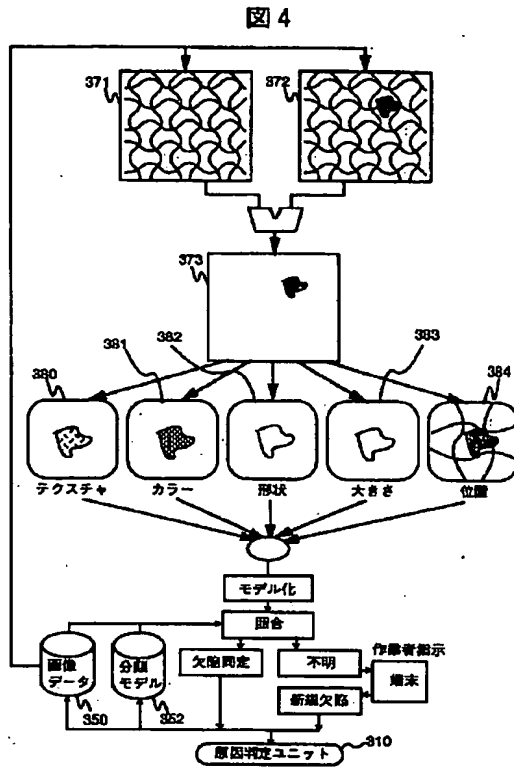 図4
371
372
373
382
383
381
380
384
テクスチャ
カラー
形状
大きさ
位置
モデル化
照合
作業者指示
画像
データ
分類
モデル
欠陥同定
不明
端末
新規欠陥
350
352
原因判定ユニット
310